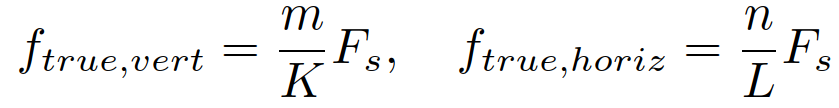 f_{true,vert} = \frac{m}{K} F_s, \quad f_{true,horiz} = \frac{n}{L} F_s